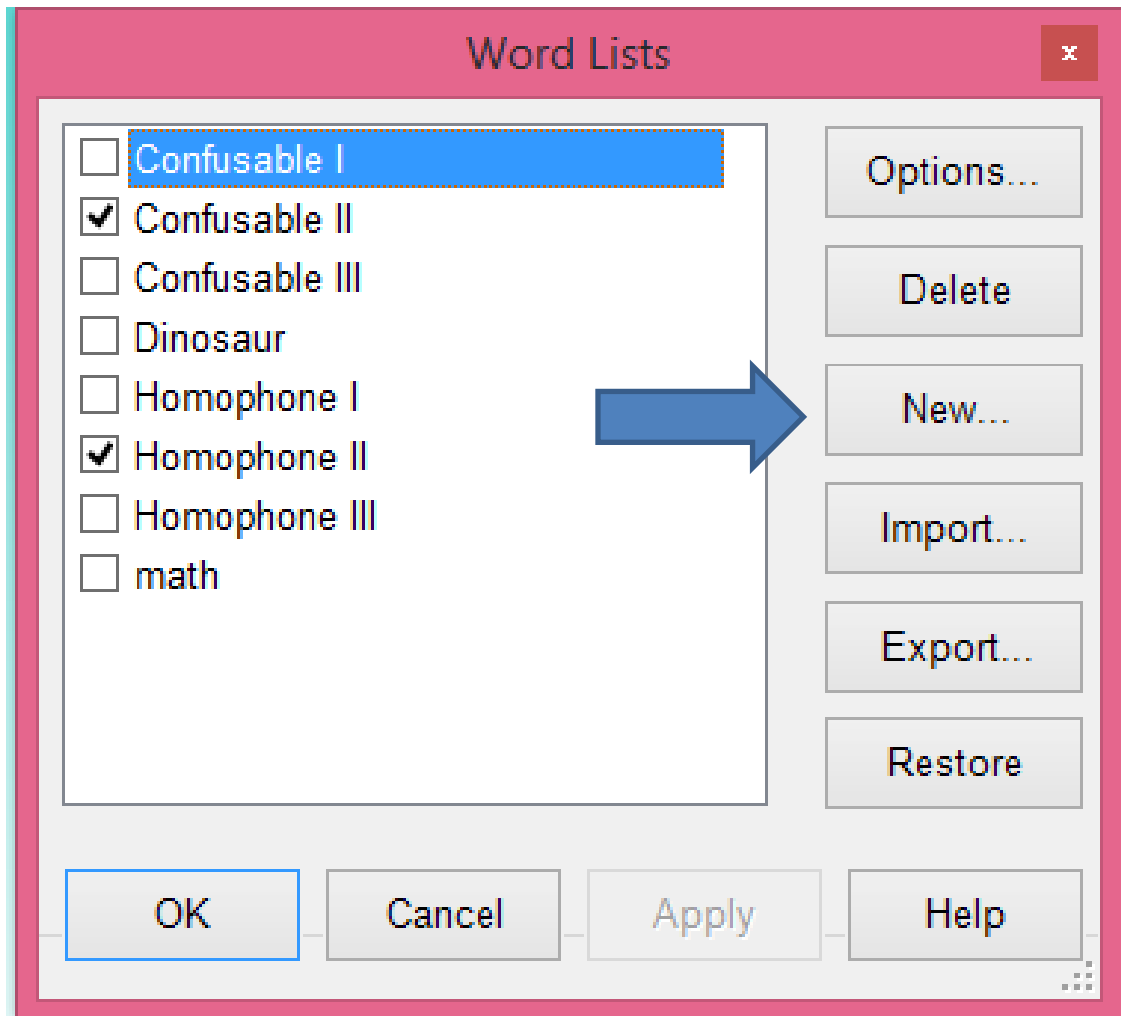 Word Lists
x
Confusable I
Confusable II
Confusable III
Dinosaur
Homophone I
Homophone II
Homophone III
math
Options...
Delete
New...
Import...
Export...
Restore
OK
Cancel
Apply
Help